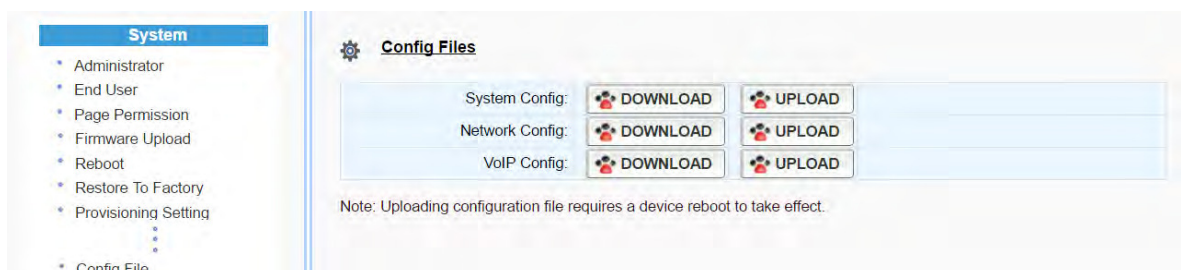 System
Administrator
End User
Page Permission
Firmware Upload
Reboot
Restore To Factory
Provisioning Setting
Config File
Config Files
System Config: DOWNLOAD UPLOAD
Network Config: DOWNLOAD UPLOAD
VoIP Config: DOWNLOAD UPLOAD
Note: Uploading configuration file requires a device reboot to take effect.